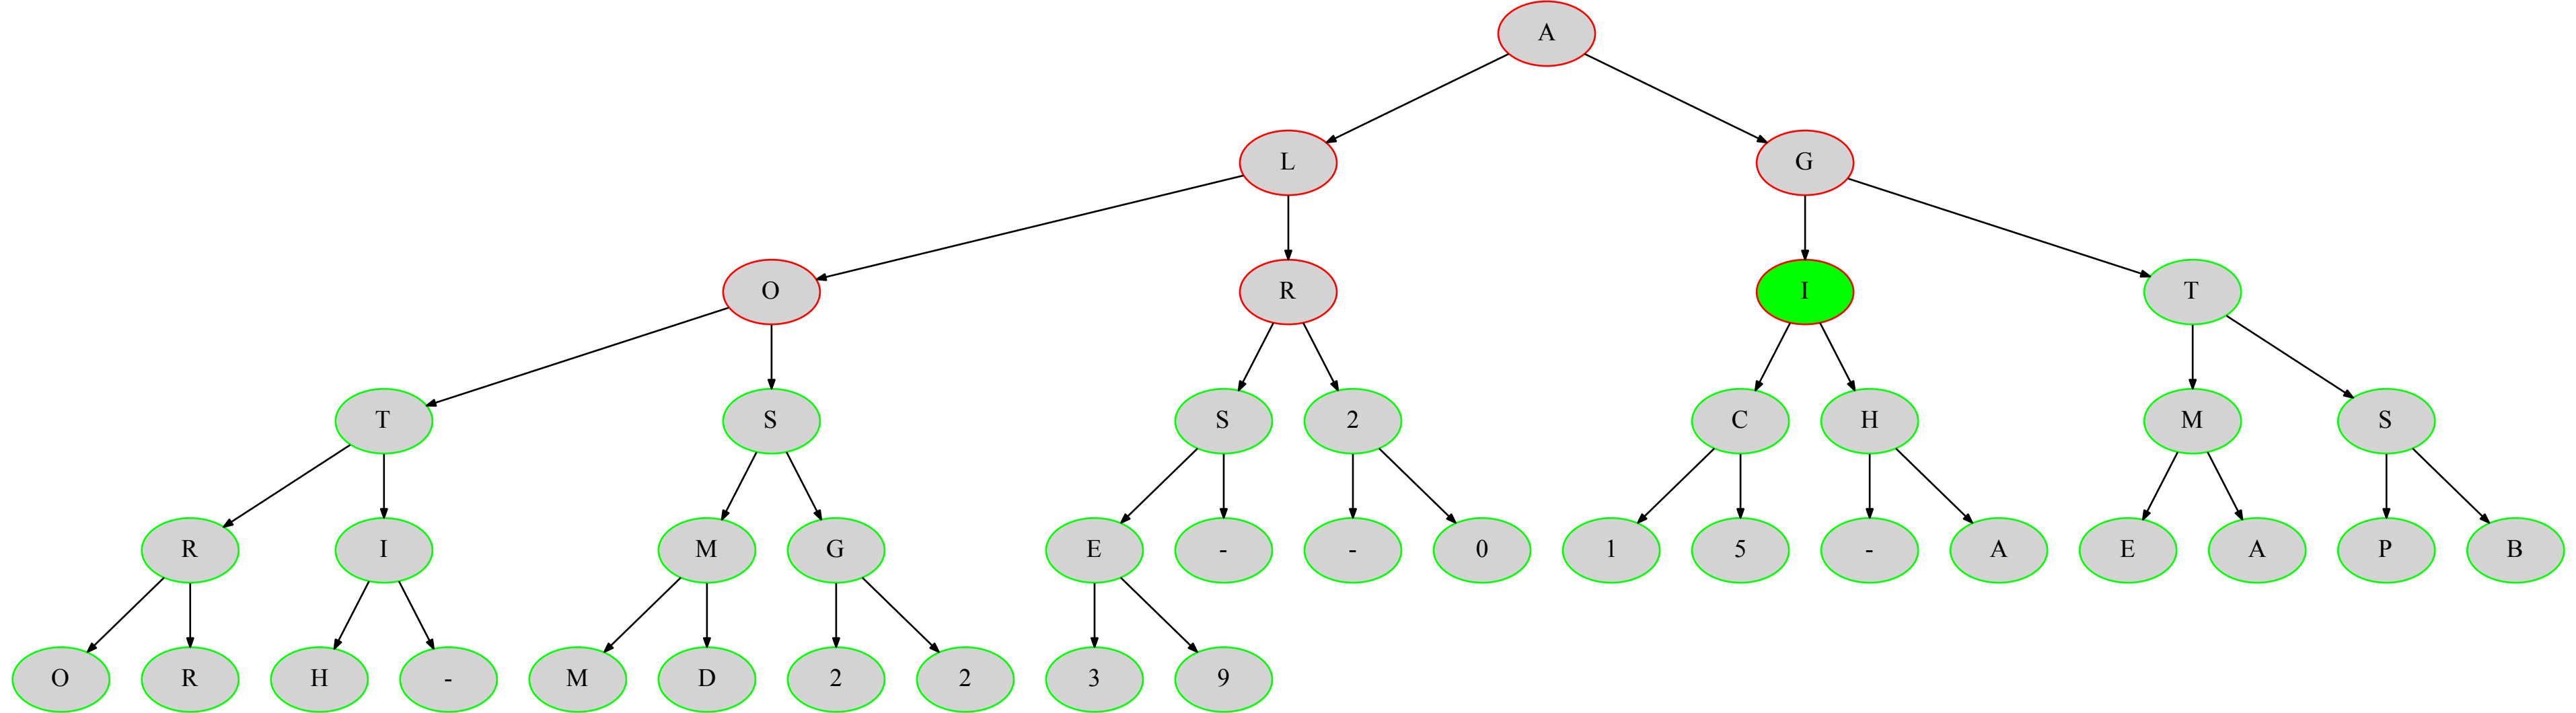 A
L G
O R I T
T S S 2 C H M S
R I M G E - - 0 1 5 - A E A P B
O R H - M D 2 2 3 9